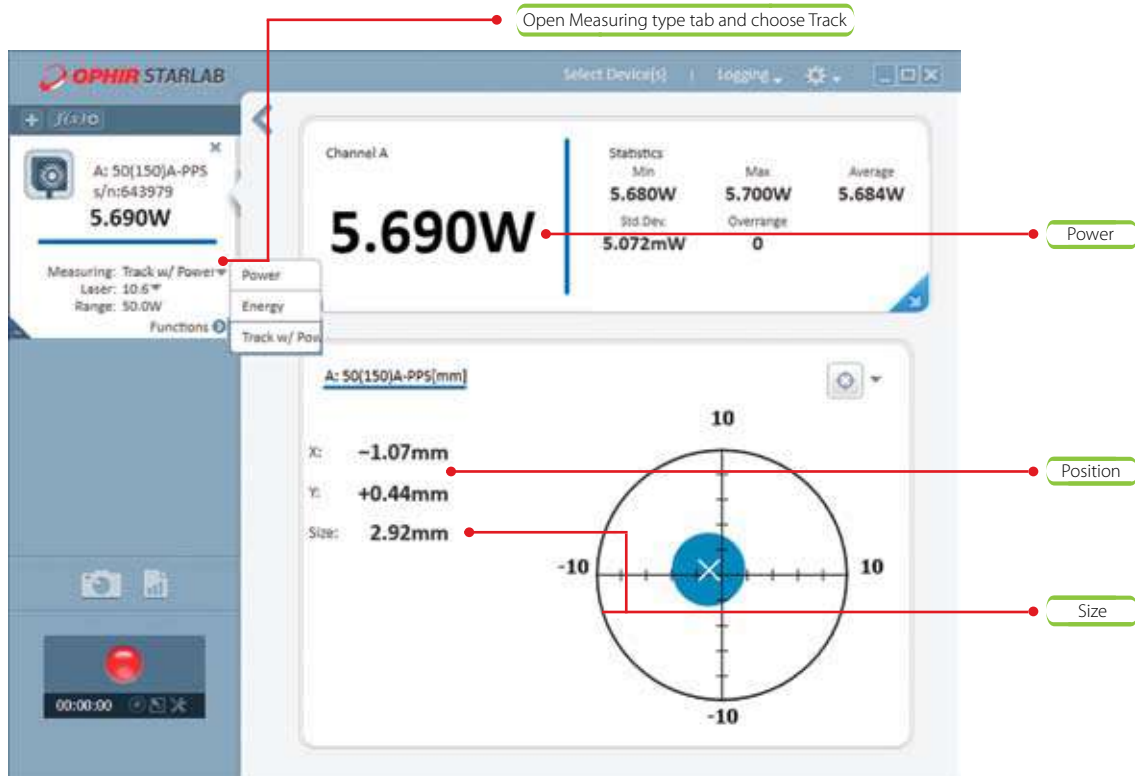 Open Measuring type tab and choose Track
OPHIR STARLAB
Select Device(s) | Logging
+ f(x)
A: 50(150)A-PPS
s/n:643979
5.690W
Measuring: Track w/ Power
Laser: 10.6
Range: 50.0W
Functions
Power
Energy
Track w/ Pow
Channel A
5.690W
Statistics
Min Max Average
5.680W 5.700W 5.684W
Std.Dev. Overrange
5.072mW 0
Power
A: 50(150)A-PPS[mm]
X: −1.07mm
Y: +0.44mm
Size: 2.92mm
10
-10 10
-10
Position
Size
00:00:00